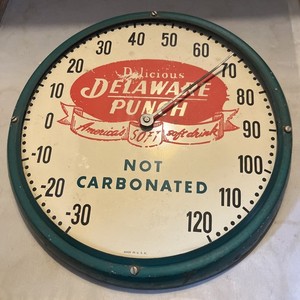 Delicious
DELAWARE
PUNCH
America's SOFT soft drink
NOT
CARBONATED
-30
-20
-10
0
10
20
30
40
50
60
70
80
90
100
110
120